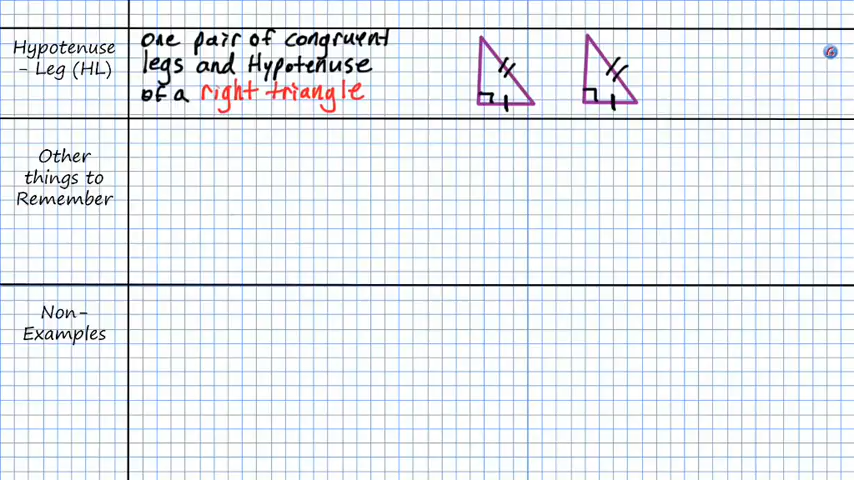 Hypotenuse
- Leg (HL)
one pair of congruent
legs and Hypotenuse
of a right triangle
Other
things to
Remember
Non-
Examples